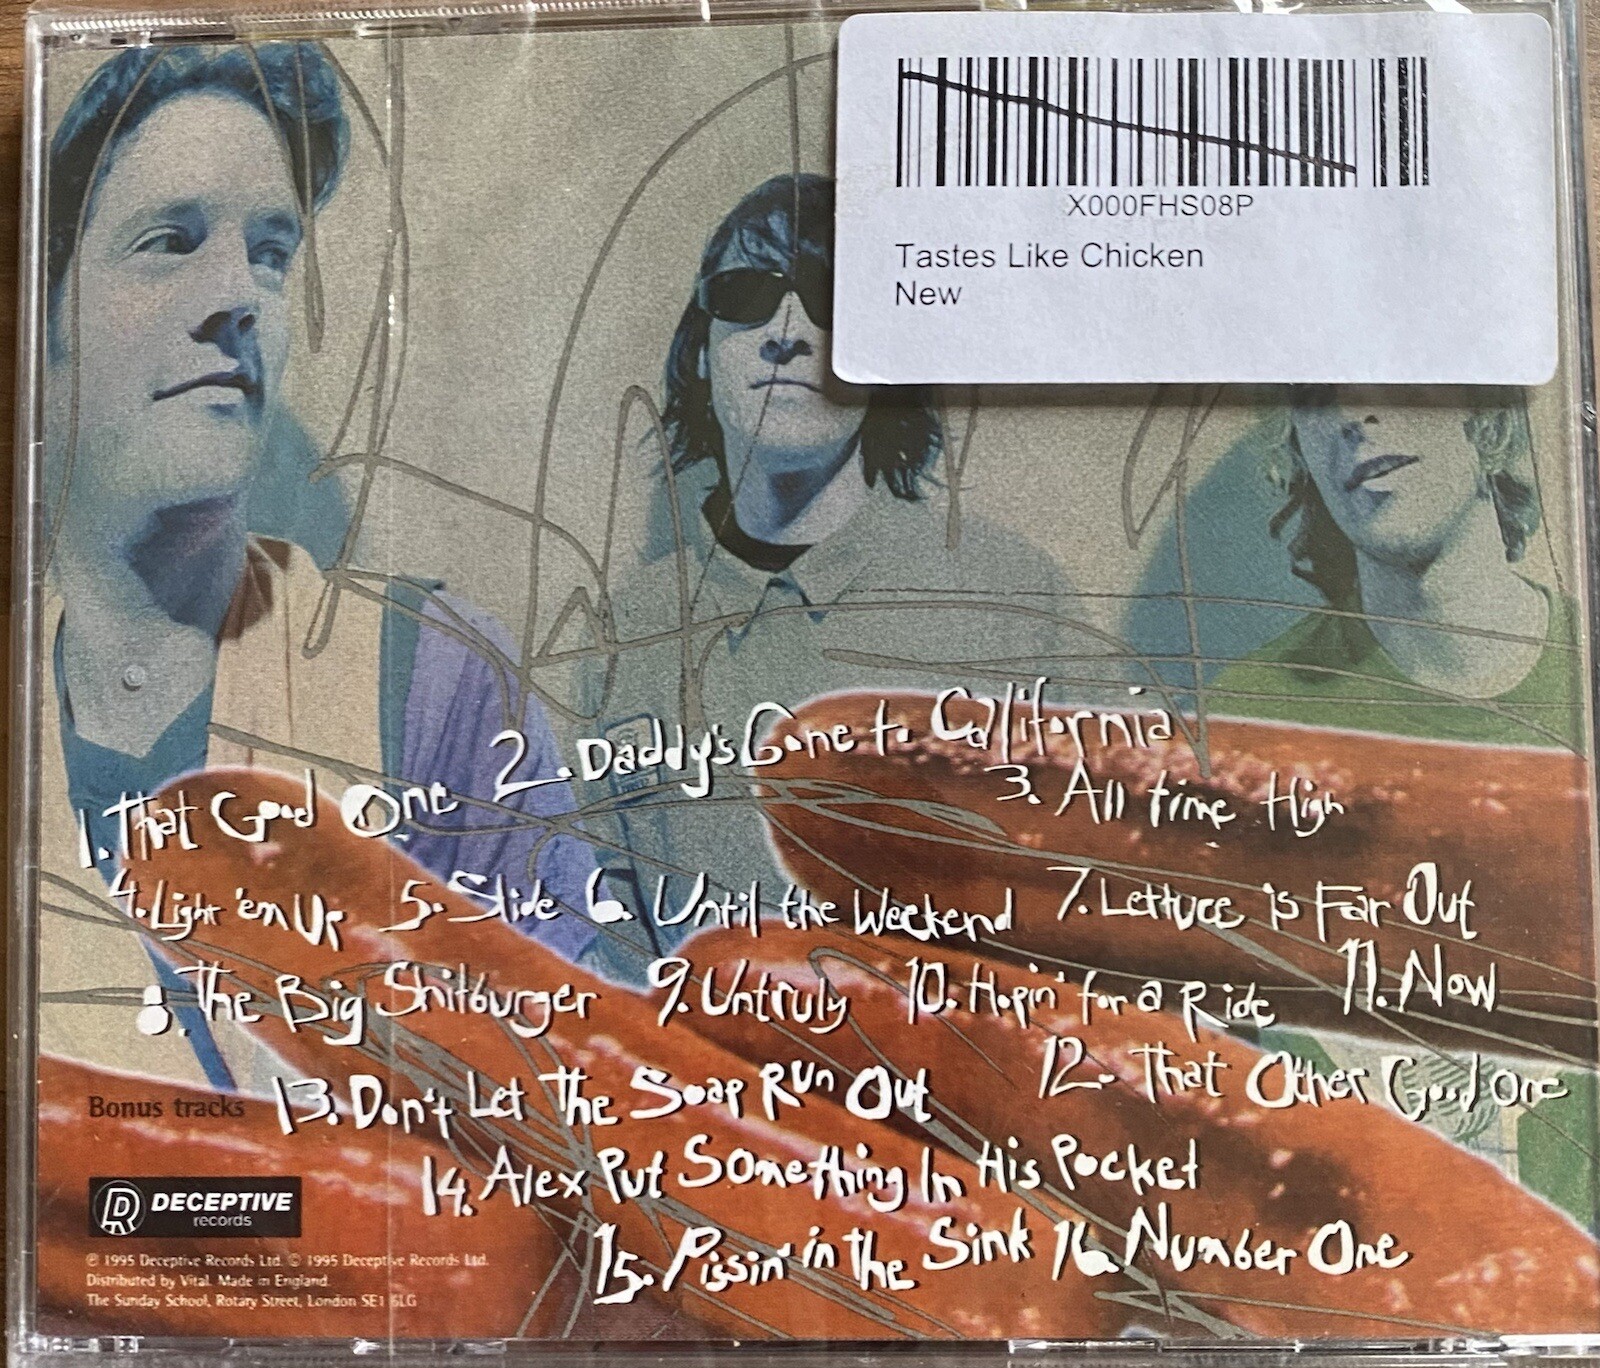 X000FHS08P
Tastes Like Chicken
New
1. That Good One
2. Daddy's Gone to California
3. All Time High
4. Light 'em Up
5. Slide
6. Until the Weekend
7. Lettuce is Far Out
8. The Big Shitburger
9. Untruly
10. Hopin' for a Ride
11. Now
12. That Other Good One
Bonus tracks
13. Don't Let The Soap Run Out
14. Alex Put Something In His Pocket
15. Pissin' in the Sink
16. Number One
DR DECEPTIVE
records
℗ 1995 Deceptive Records Ltd. © 1995 Deceptive Records Ltd.
Distributed by Vital. Made in England.
The Sunday School, Rotary Street, London SE1 6LG